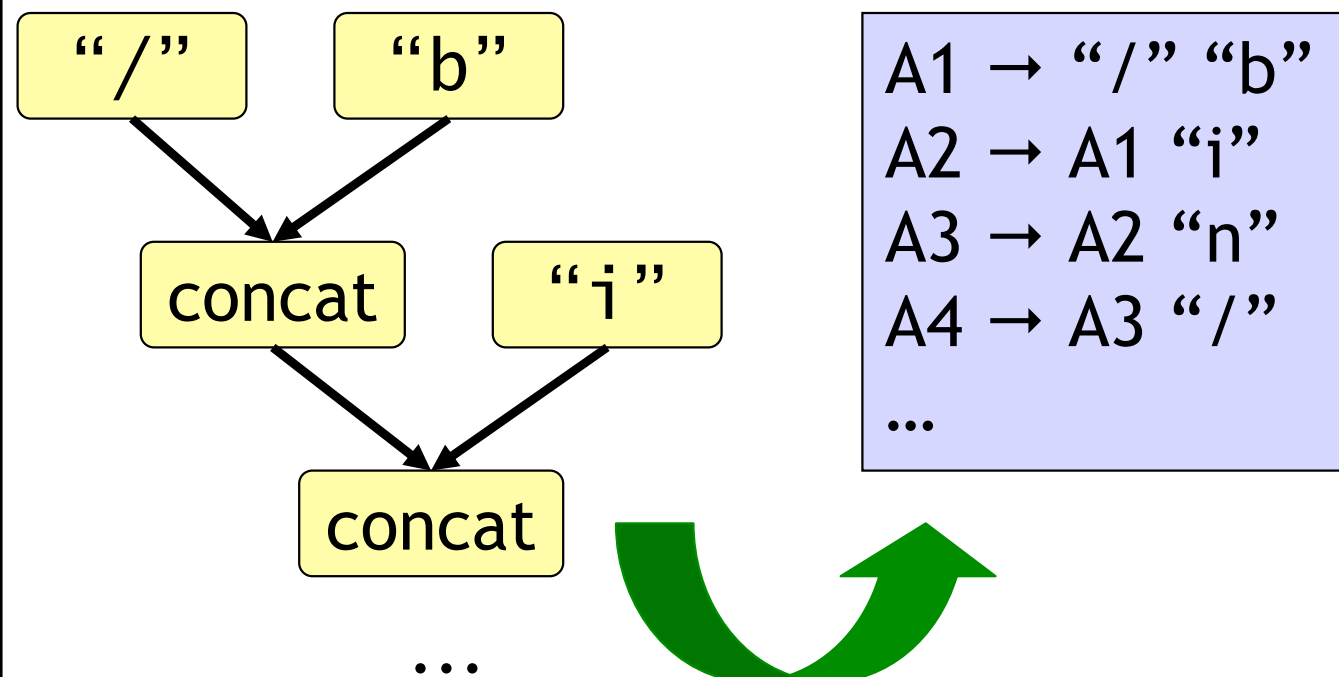 “/” “b”
concat “i”
concat
...
A1 → “/” “b”
A2 → A1 “i”
A3 → A2 “n”
A4 → A3 “/”
…